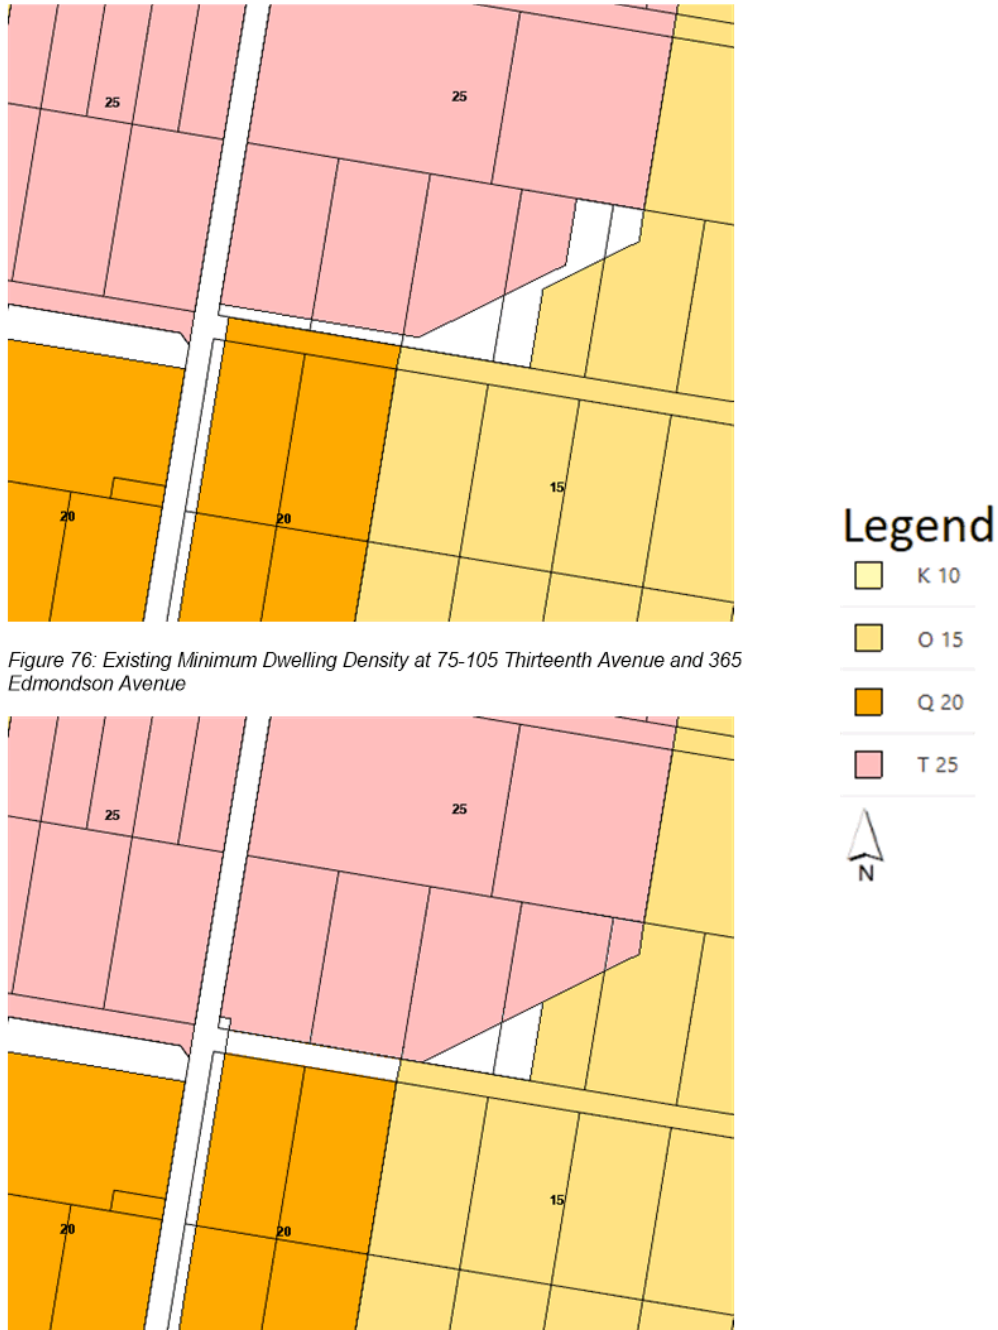 25
25
20
20
15
Figure 76: Existing Minimum Dwelling Density at 75-105 Thirteenth Avenue and 365
Edmondson Avenue
25
25
20
20
15
Legend
K 10
O 15
Q 20
T 25
N